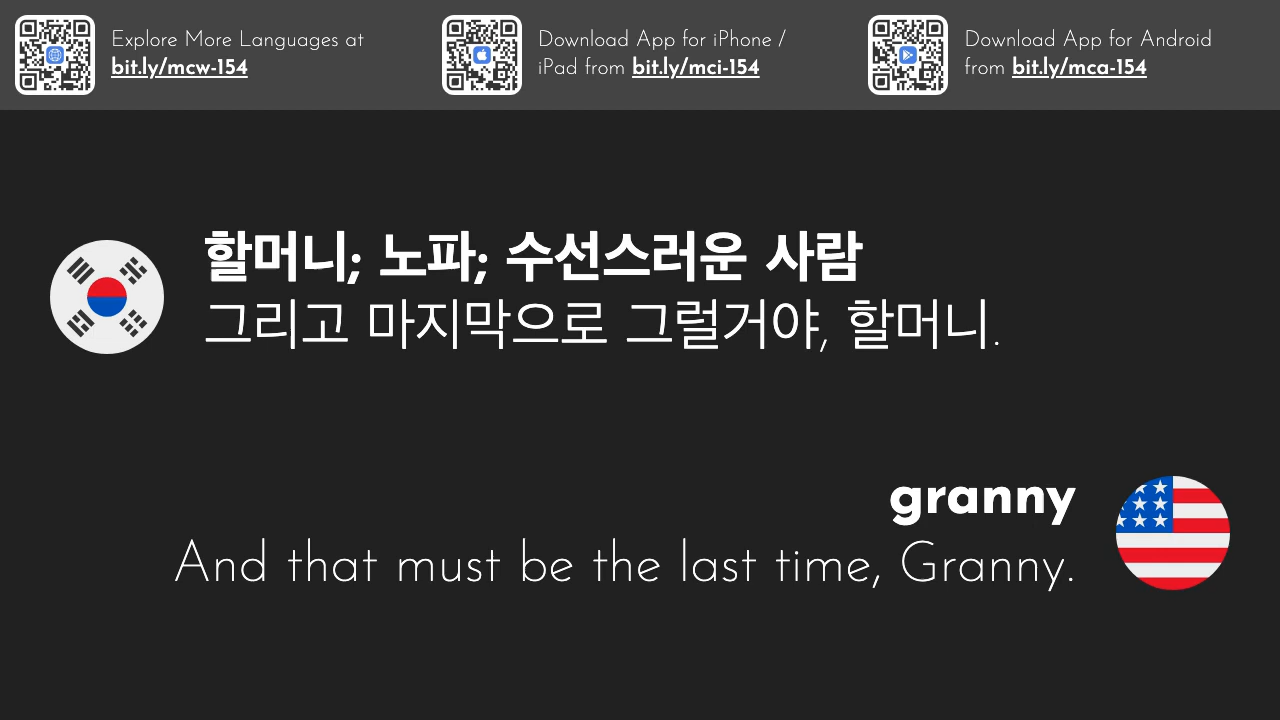 Explore More Languages at
bit.ly/mcw-154
Download App for iPhone /
iPad from bit.ly/mci-154
Download App for Android
from bit.ly/mca-154
할머니; 노파; 수선스러운 사람
그리고 마지막으로 그럴거야, 할머니.
granny
And that must be the last time, Granny.